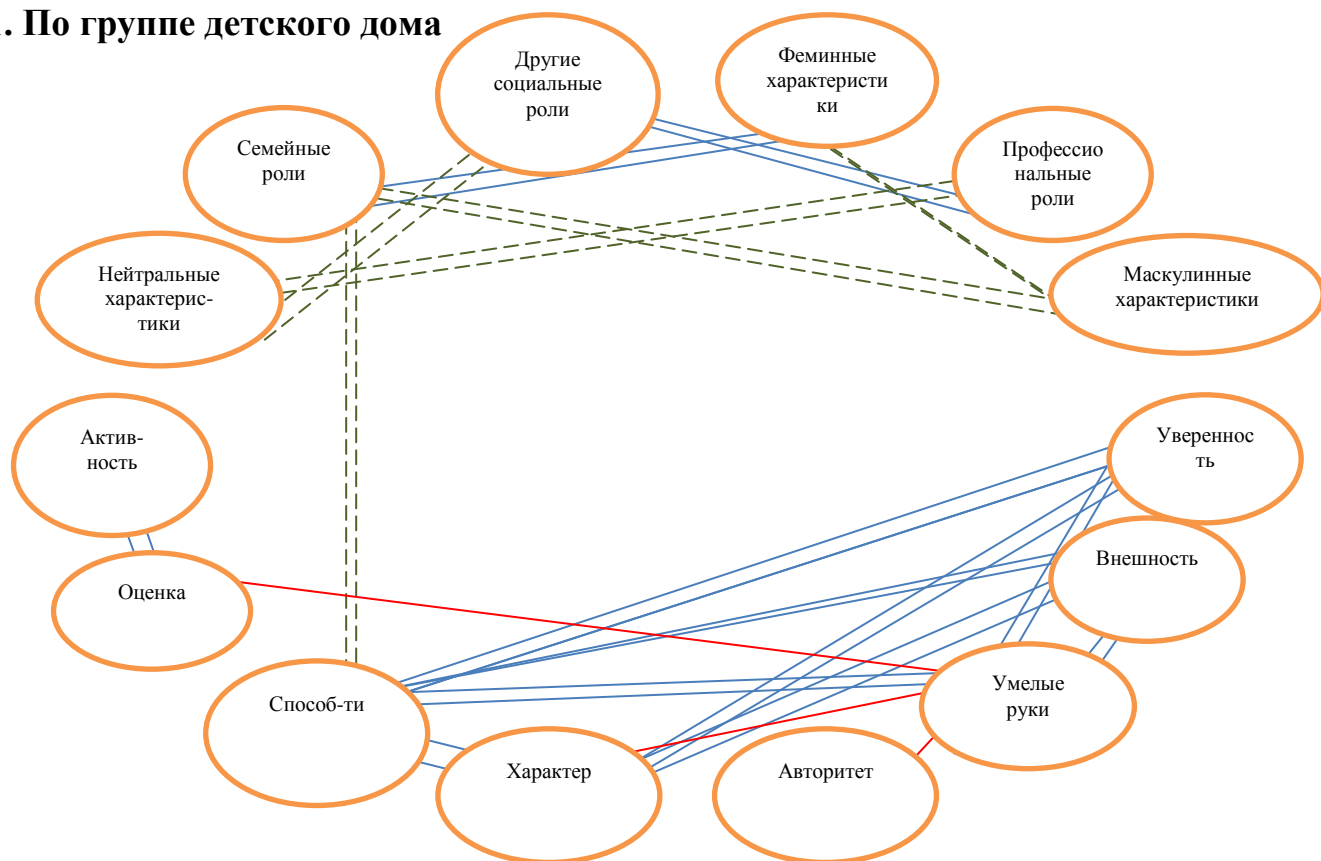 . По группе детского дома
Другие
социальные
роли
Феминные
характеристи
ки
Семейные
роли
Профессио
нальные
роли
Нейтральные
характерис-
тики
Маскулинные
характеристики
Актив-
ность
Увереннос
ть
Оценка
Внешность
Способ-ти
Умелые
руки
Характер
Авторитет